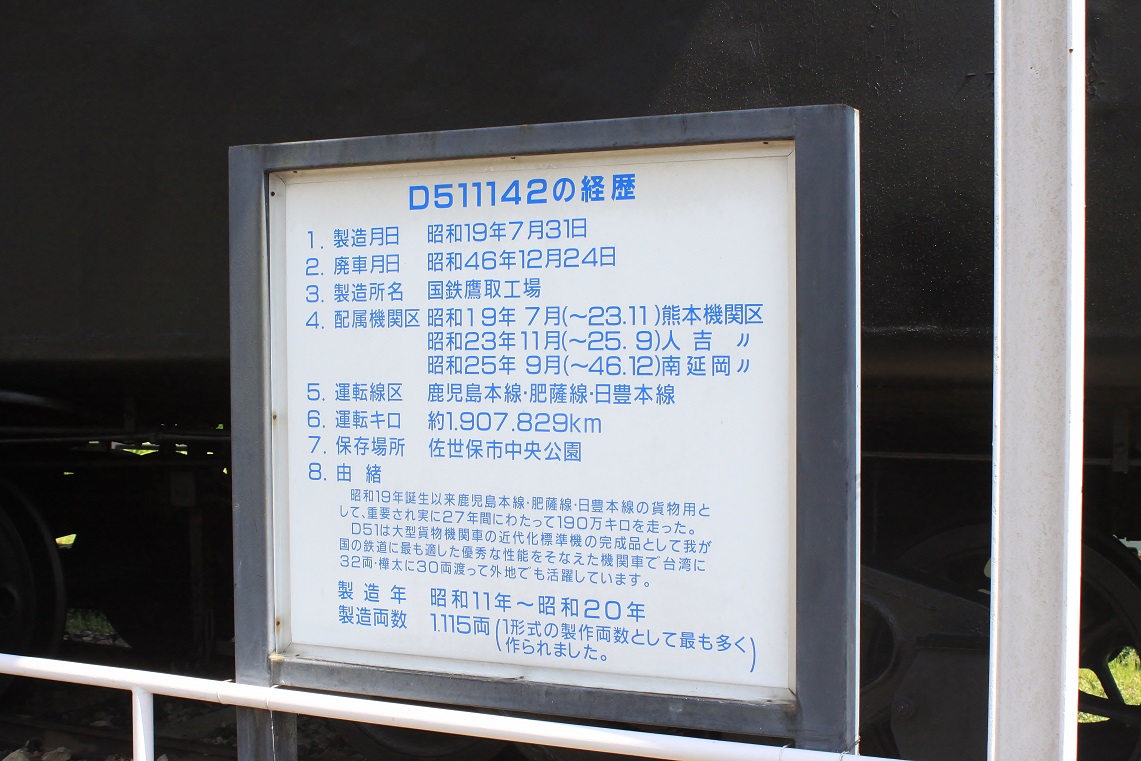 D511142の経歴
1. 製造月日 昭和19年7月31日
2. 廃車月日 昭和46年12月24日
3. 製造所名 国鉄鷹取工場
4. 配属機関区 昭和19年 7月(～23.11)熊本機関区
昭和23年11月(～25. 9)人 吉 〃
昭和25年 9月(～46.12)南延岡〃
5. 運転線区 鹿児島本線・肥薩線・日豊本線
6. 運転キロ 約1.907.829km
7. 保存場所 佐世保市中央公園
8. 由 緒
昭和19年誕生以来鹿児島本線・肥薩線・日豊本線の貨物用と
して、重要され実に27年間にわたって190万キロを走った。
D51は大型貨物機関車の近代化標準機の完成品として我が
国の鉄道に最も適した優秀な性能をそなえた機関車で台湾に
32両・樺太に30両渡って外地でも活躍しています。
製 造 年 昭和11年～昭和20年
製造両数 1.115両(1形式の製作両数として最も多く
作られました。)